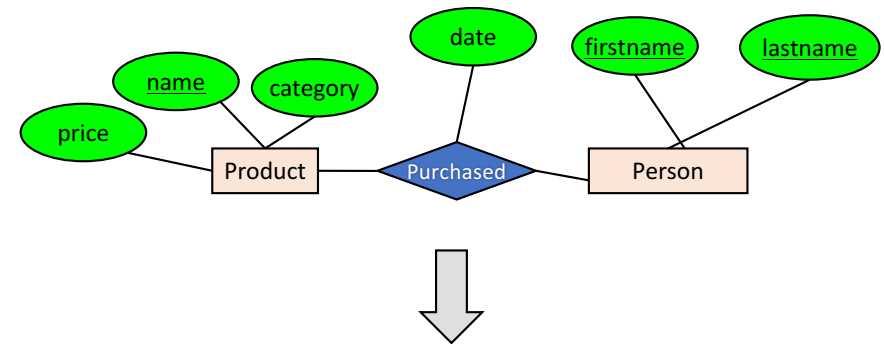 date
firstname
lastname
name
category
price
Product
Purchased
Person